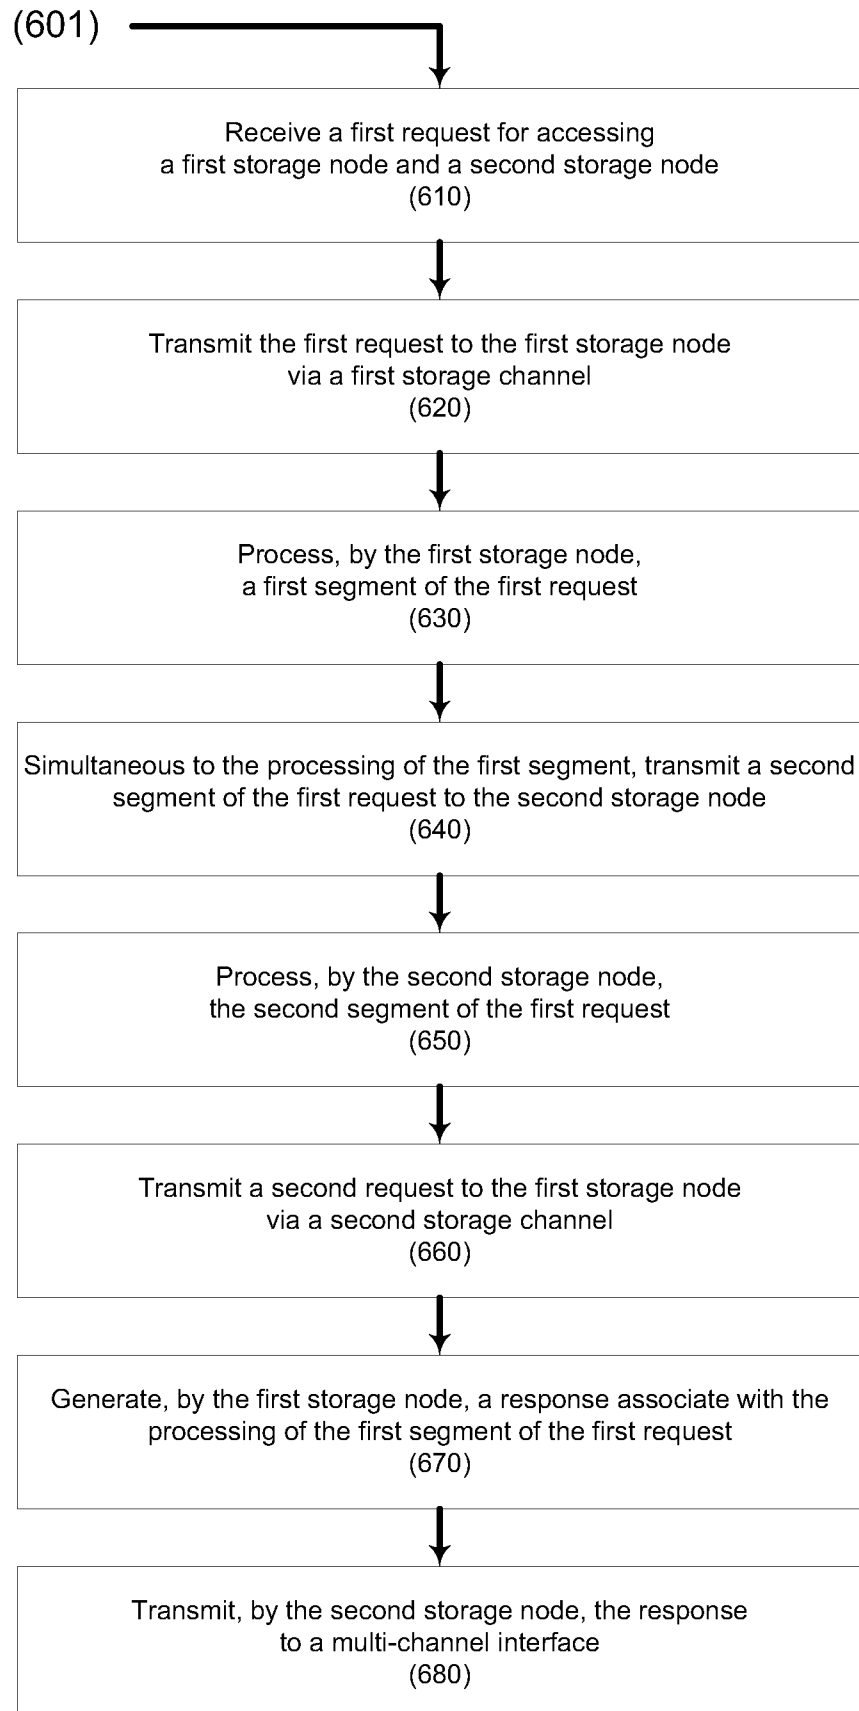 (601)
Receive a first request for accessing
a first storage node and a second storage node
(610)
Transmit the first request to the first storage node
via a first storage channel
(620)
Process, by the first storage node,
a first segment of the first request
(630)
Simultaneous to the processing of the first segment, transmit a second
segment of the first request to the second storage node
(640)
Process, by the second storage node,
the second segment of the first request
(650)
Transmit a second request to the first storage node
via a second storage channel
(660)
Generate, by the first storage node, a response associate with the
processing of the first segment of the first request
(670)
Transmit, by the second storage node, the response
to a multi-channel interface
(680)